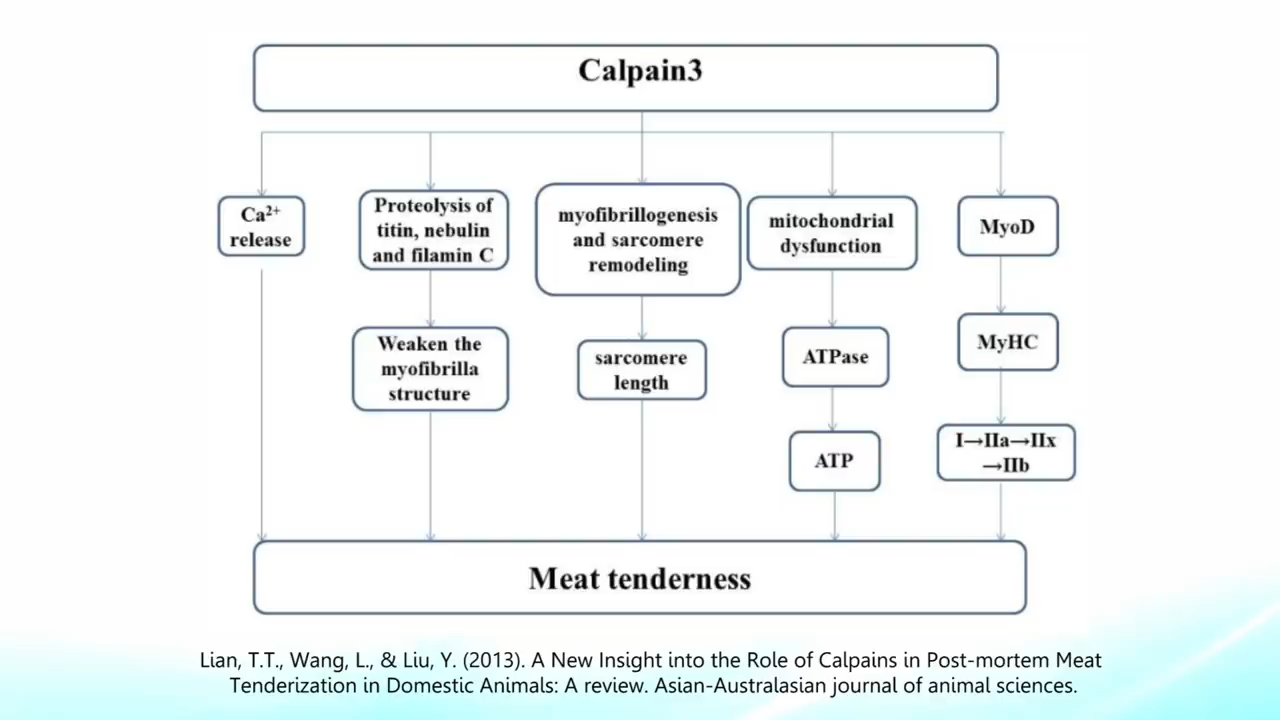 Calpain3
Ca²⁺
release
Proteolysis of
titin, nebulin
and filamin C
myofibrillogenesis
and sarcomere
remodeling
mitochondrial
dysfunction
MyoD
Weaken the
myofibrilla
structure
sarcomere
length
ATPase
MyHC
ATP
I→IIa→IIx
→IIb
Meat tenderness
Lian, T.T., Wang, L., & Liu, Y. (2013). A New Insight into the Role of Calpains in Post-mortem Meat
Tenderization in Domestic Animals: A review. Asian-Australasian journal of animal sciences.